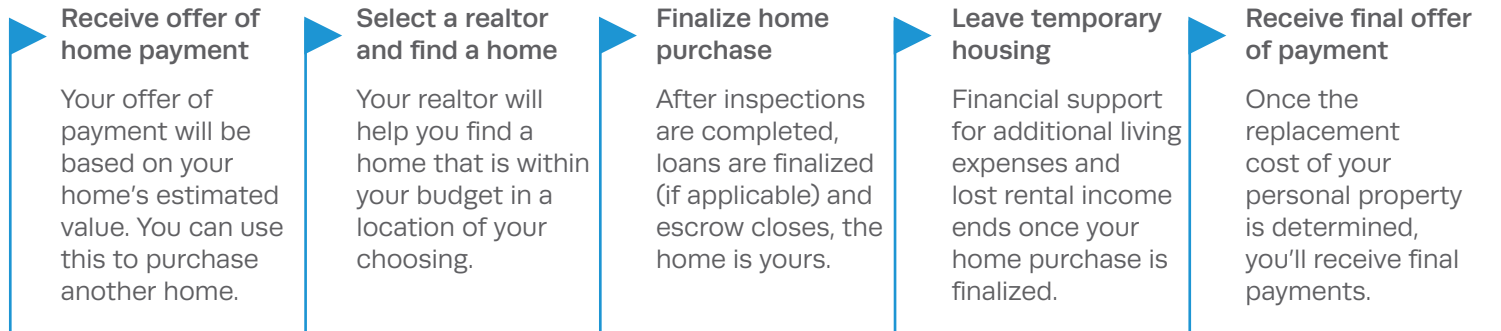 Receive offer of
home payment
Your offer of
payment will be
based on your
home's estimated
value. You can use
this to purchase
another home.
Select a realtor
and find a home
Your realtor will
help you find a
home that is within
your budget in a
location of your
choosing.
Finalize home
purchase
After inspections
are completed,
loans are finalized
(if applicable) and
escrow closes, the
home is yours.
Leave temporary
housing
Financial support
for additional living
expenses and
lost rental income
ends once your
home purchase is
finalized.
Receive final offer
of payment
Once the
replacement
cost of your
personal property
is determined,
you'll receive final
payments.